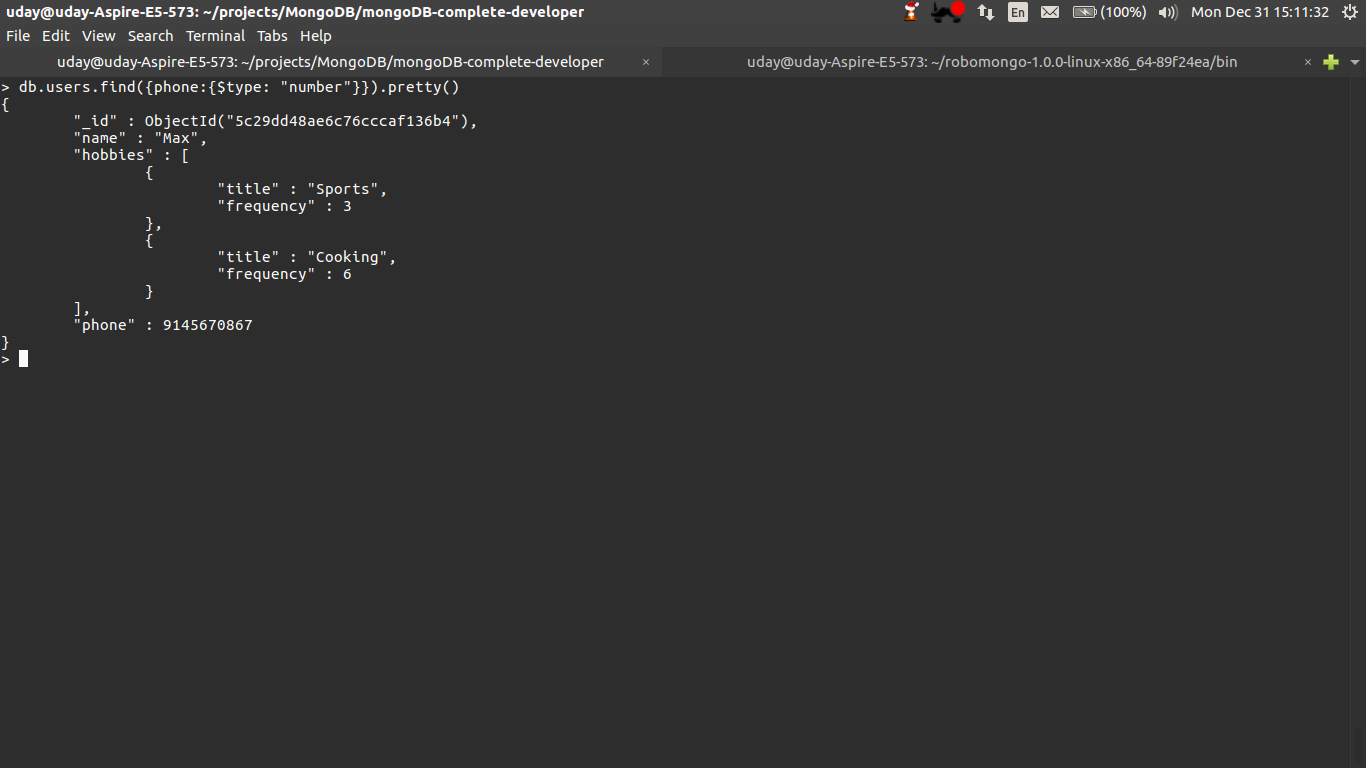 uday@uday-Aspire-E5-573: ~/projects/MongoDB/mongoDB-complete-developer En (100%) Mon Dec 31 15:11:32
File Edit View Search Terminal Tabs Help
uday@uday-Aspire-E5-573: ~/projects/MongoDB/mongoDB-complete-developer × uday@uday-Aspire-E5-573: ~/robomongo-1.0.0-linux-x86_64-89f24ea/bin ×
> db.users.find({phone:{$type: "number"}}).pretty()
{
        "_id" : ObjectId("5c29dd48ae6c76cccaf136b4"),
        "name" : "Max",
        "hobbies" : [
                {
                        "title" : "Sports",
                        "frequency" : 3
                },
                {
                        "title" : "Cooking",
                        "frequency" : 6
                }
        ],
        "phone" : 9145670867
}
>